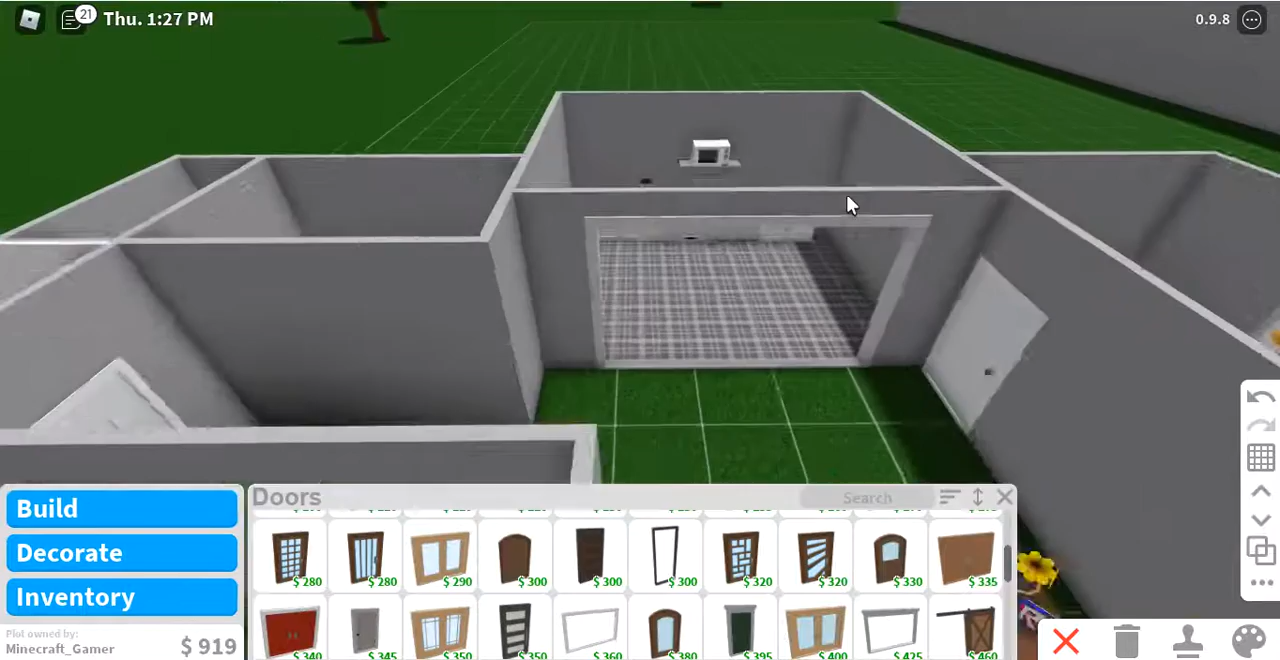 21 Thu. 1:27 PM
0.9.8
Build
Decorate
Inventory
Plot owned by:
Minecraft_Gamer
$ 919
Doors
Search
$ 280 $ 280 $ 290 $ 300 $ 300 $ 300 $ 320 $ 320 $ 330 $ 335
$ 340 $ 345 $ 350 $ 350 $ 360 $ 380 $ 395 $ 400 $ 425 $ 460